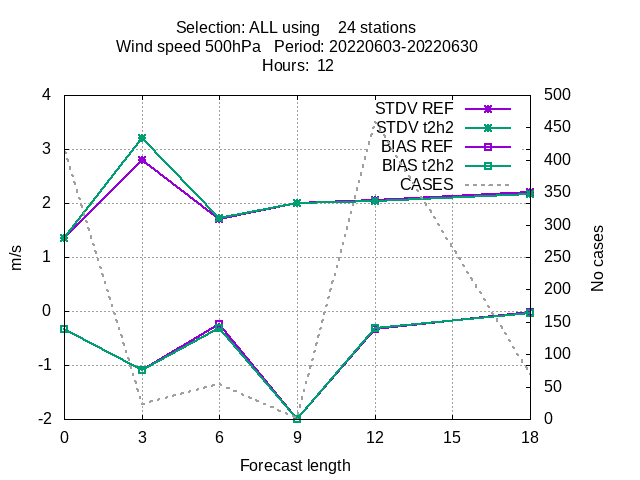 Selection: ALL using    24 stations
Wind speed 500hPa   Period: 20220603-20220630
Hours:  12
STDV REF
STDV t2h2
BIAS REF
BIAS t2h2
CASES
4
3
2
1
0
-1
-2
m/s
500
450
400
350
300
250
200
150
100
50
0
No cases
0 3 6 9 12 15 18
Forecast length